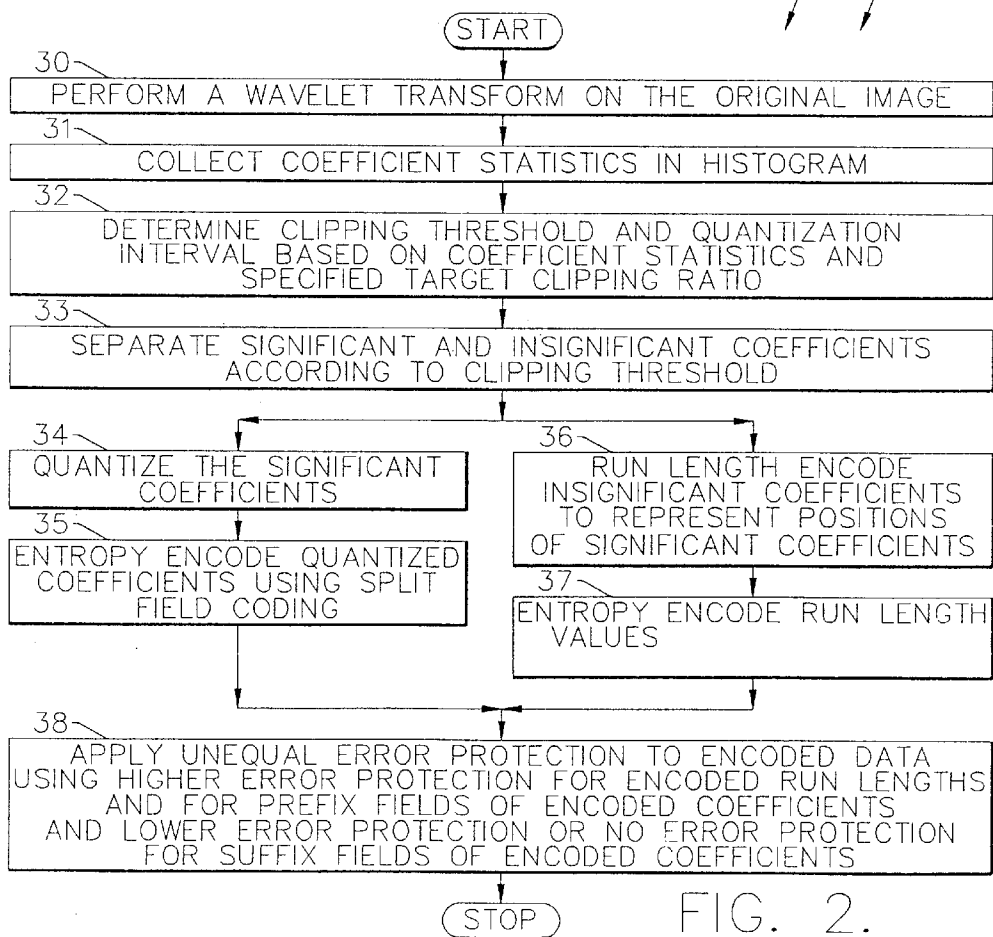 START
30
PERFORM A WAVELET TRANSFORM ON THE ORIGINAL IMAGE
31
COLLECT COEFFICIENT STATISTICS IN HISTOGRAM
32
DETERMINE CLIPPING THRESHOLD AND QUANTIZATION
INTERVAL BASED ON COEFFICIENT STATISTICS AND
SPECIFIED TARGET CLIPPING RATIO
33
SEPARATE SIGNIFICANT AND INSIGNIFICANT COEFFICIENTS
ACCORDING TO CLIPPING THRESHOLD
34
QUANTIZE THE SIGNIFICANT
COEFFICIENTS
35
ENTROPY ENCODE QUANTIZED
COEFFICIENTS USING SPLIT
FIELD CODING
36
RUN LENGTH ENCODE
INSIGNIFICANT COEFFICIENTS
TO REPRESENT POSITIONS
OF SIGNIFICANT COEFFICIENTS
37
ENTROPY ENCODE RUN LENGTH
VALUES
38
APPLY UNEQUAL ERROR PROTECTION TO ENCODED DATA
USING HIGHER ERROR PROTECTION FOR ENCODED RUN LENGTHS
AND FOR PREFIX FIELDS OF ENCODED COEFFICIENTS
AND LOWER ERROR PROTECTION OR NO ERROR PROTECTION
FOR SUFFIX FIELDS OF ENCODED COEFFICIENTS
STOP
FIG. 2.